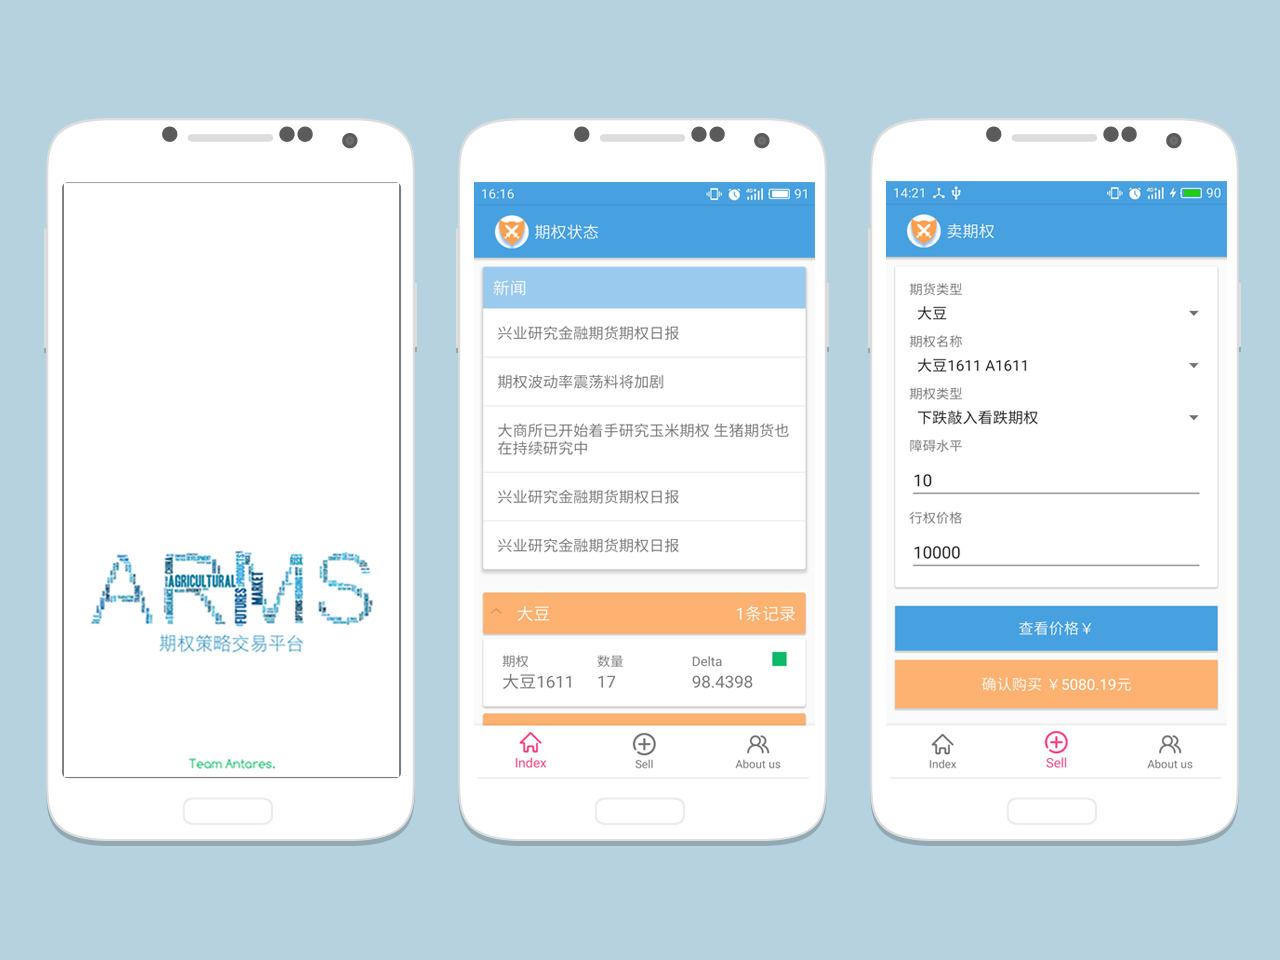 ARMS
CHINA
AGRICULTURAL
FUTURES
PRODUCTS
MARKET
OPTIONS
HEDGING
RISK
期权策略交易平台
Team Antares.
16:16
4G
91
期权状态
新闻
兴业研究金融期货期权日报
期权波动率震荡料将加剧
大商所已开始着手研究玉米期权 生猪期货也
在持续研究中
兴业研究金融期货期权日报
兴业研究金融期货期权日报
大豆 1条记录
期权 数量 Delta
大豆1611 17 98.4398
Index Sell About us
14:21
4G
90
卖期权
期货类型
大豆
期权名称
大豆1611 A1611
期权类型
下跌敲入看跌期权
障碍水平
10
行权价格
10000
查看价格￥
确认购买 ￥5080.19元
Index Sell About us